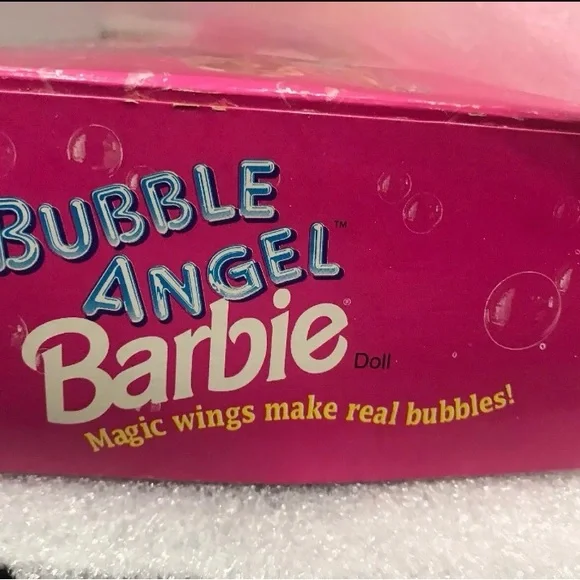 BUBBLE
ANGEL™
Barbie®
Doll
Magic wings make real bubbles!